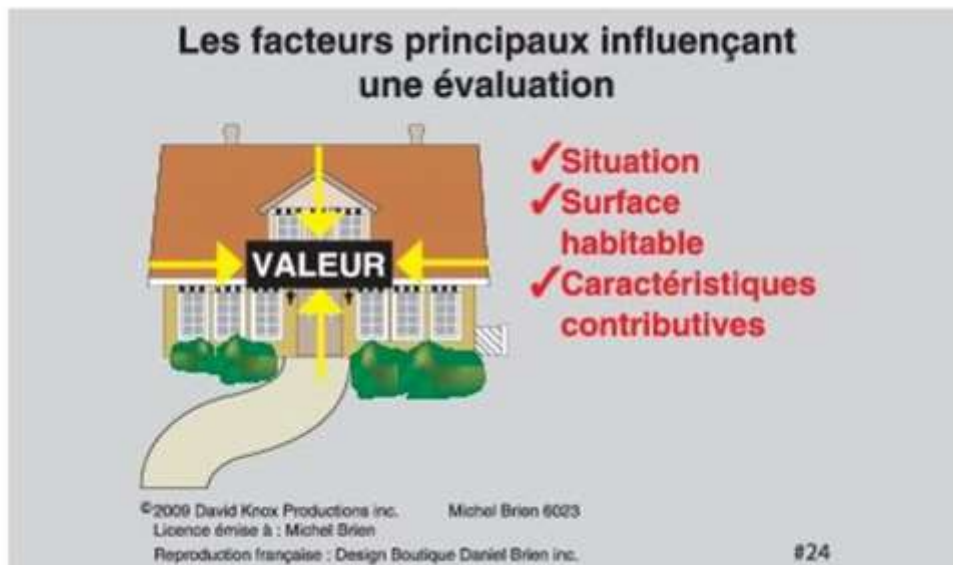 Les facteurs principaux influençant
une évaluation
VALEUR
✓Situation
✓Surface
habitable
✓Caractéristiques
contributives
©2009 David Knox Productions inc. Michel Brien 6023
Licence émise à : Michel Brien
Reproduction française : Design Boutique Daniel Brien inc. #24